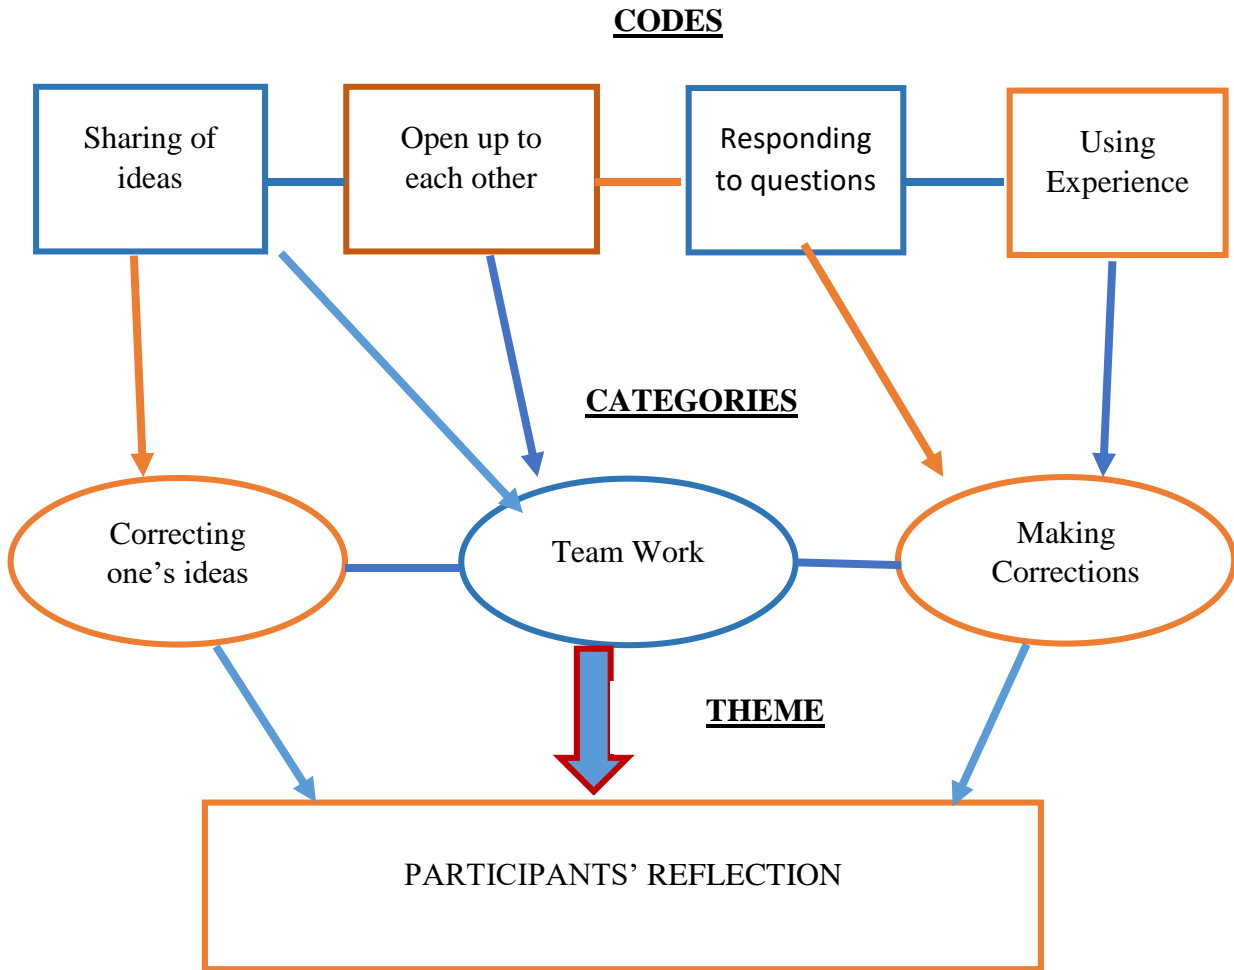 CODES
Sharing of
ideas
Open up to
each other
Responding
to questions
Using
Experience
CATEGORIES
Correcting
one’s ideas
Team Work
Making
Corrections
THEME
PARTICIPANTS’ REFLECTION